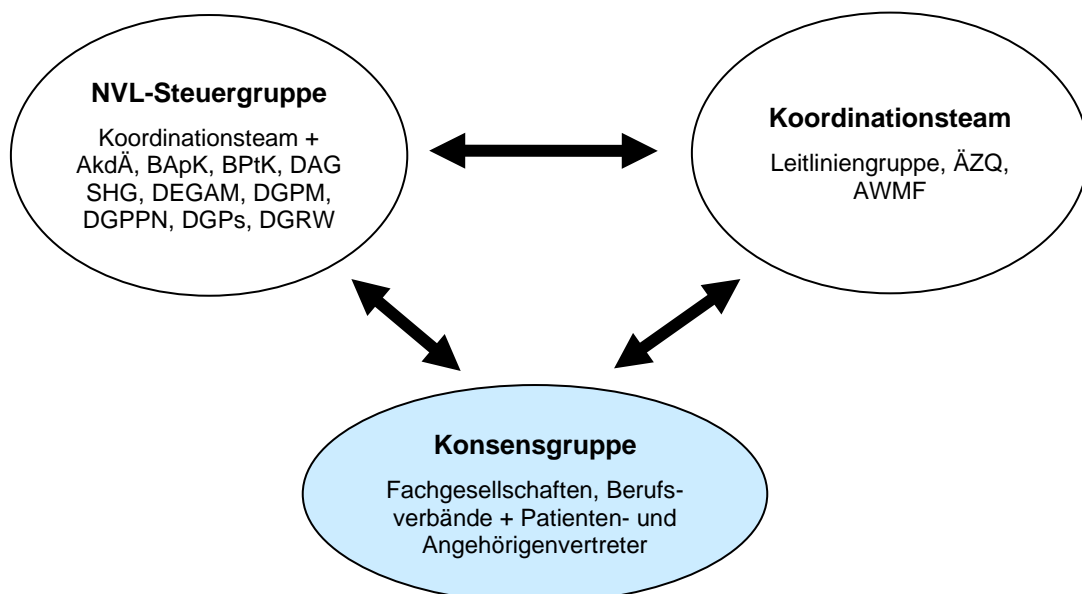 NVL-Steuergruppe
Koordinationsteam +
AkdÄ, BApK, BPtK, DAG
SHG, DEGAM, DGPM,
DGPPN, DGPs, DGRW
Koordinationsteam
Leitliniengruppe, ÄZQ,
AWMF
Konsensgruppe
Fachgesellschaften, Berufs-
verbände + Patienten- und
Angehörigenvertreter